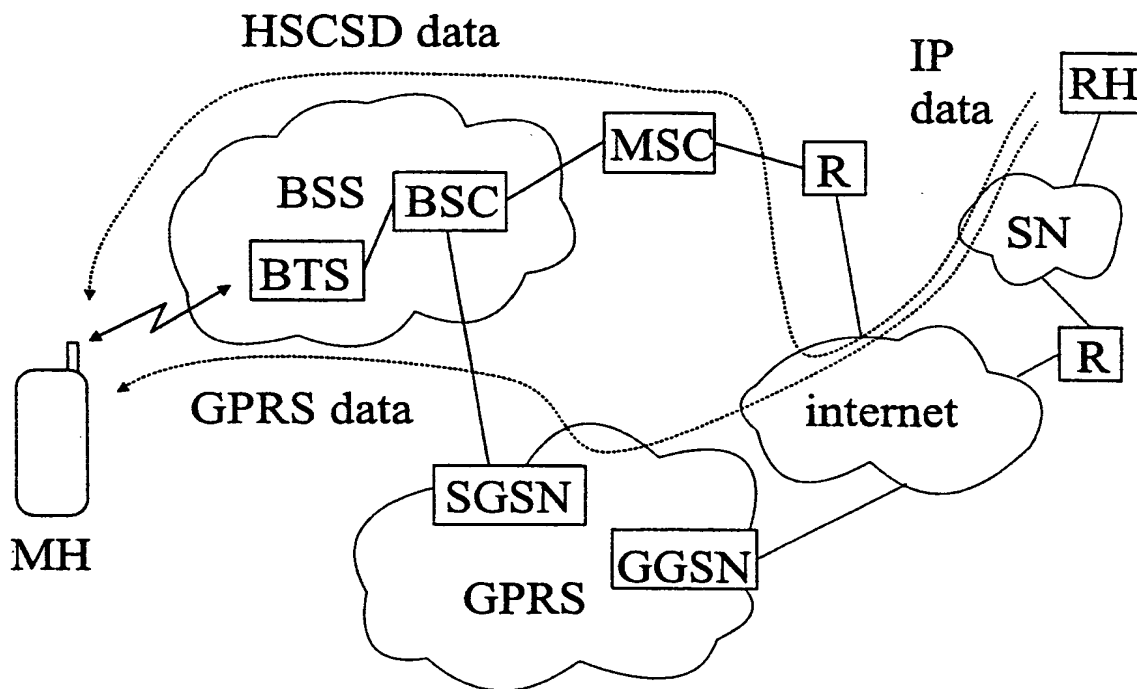 HSCSD data
IP
data
RH
MSC
R
BSS
BSC
SN
BTS
R
GPRS data
internet
SGSN
MH
GGSN
GPRS